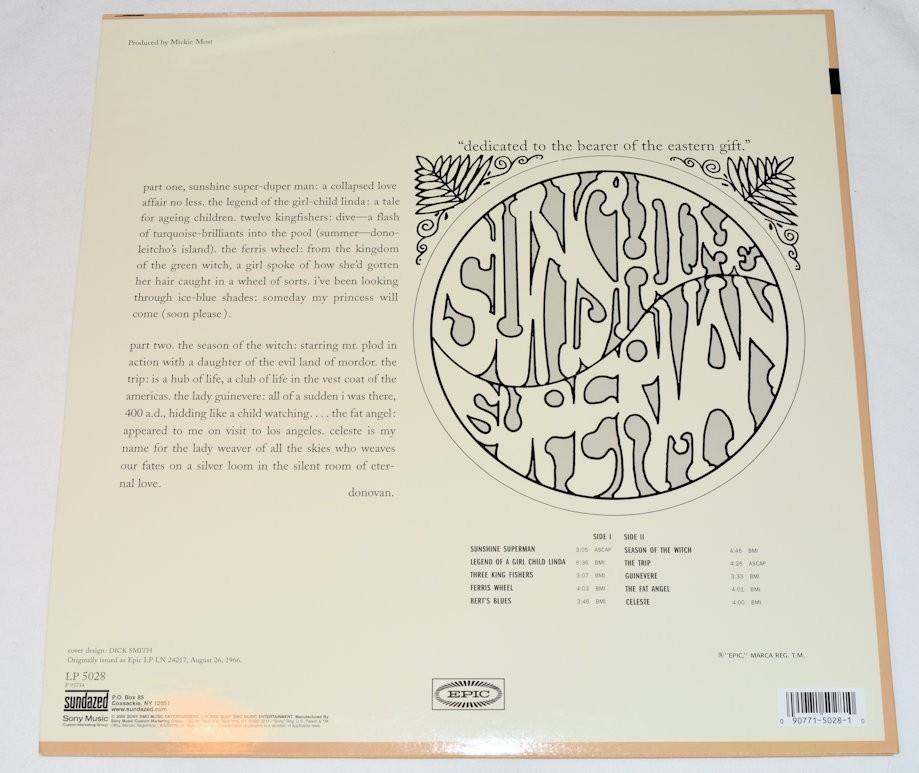 Produced by Mickie Most
"dedicated to the bearer of the eastern gift."
part one, sunshine super-duper man: a collapsed love
affair no less. the legend of the girl-child linda: a tale
for ageing children. twelve kingfishers: dive—a flash
of turquoise-brilliants into the pool (summer—dono-
leitcho's island). the ferris wheel: from the kingdom
of the green witch, a girl spoke of how she'd gotten
her hair caught in a wheel of sorts. i've been looking
through ice-blue shades: someday my princess will
come (soon please).
part two. the season of the witch: starring mr. plod in
action with a daughter of the evil land of mordor. the
trip: is a hub of life, a club of life in the vest coat of the
americas. the lady guinevere: all of a sudden i was there,
400 a.d., hidding like a child watching. . . . the fat angel:
appeared to me on visit to los angeles. celeste is my
name for the lady weaver of all the skies who weaves
our fates on a silver loom in the silent room of eter-
nal love.
donovan.
SUNSHINE
SUPERMAN
SIDE I
SUNSHINE SUPERMAN 3:05 ASCAP
LEGEND OF A GIRL CHILD LINDA 6:36 BMI
THREE KING FISHERS 3:07 BMI
FERRIS WHEEL 4:03 BMI
BERT'S BLUES 3:46 BMI
SIDE II
SEASON OF THE WITCH 4:46 BMI
THE TRIP 4:26 ASCAP
GUINEVERE 3:33 BMI
THE FAT ANGEL 4:01 BMI
CELESTE 4:00 BMI
cover design: DICK SMITH
Originally issued as Epic LP LN 24217, August 26, 1966.
LP 5028
sundazed
P.O. Box 85
Coxsackie, NY 12051
www.sundazed.com
Sony Music
Custom Marketing Group
EPIC
® "EPIC," MARCA REG. T.M.
0 90771-5028-1 0